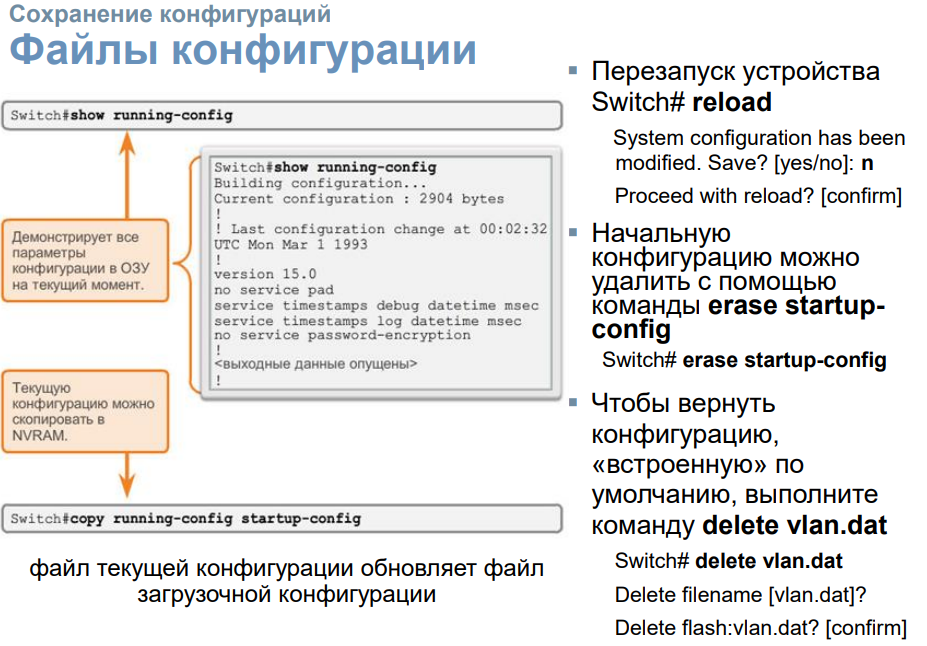 Сохранение конфигураций
Файлы конфигурации
Switch#show running-config
Switch#show running-config
Building configuration...
Current configuration : 2904 bytes
!
! Last configuration change at 00:02:32
UTC Mon Mar 1 1993
!
version 15.0
no service pad
service timestamps debug datetime msec
service timestamps log datetime msec
no service password-encryption
!
<выходные данные опущены>
!
Демонстрирует все
параметры
конфигурации в ОЗУ
на текущий момент.
Текущую
конфигурацию можно
скопировать в
NVRAM.
Switch#copy running-config startup-config
файл текущей конфигурации обновляет файл
загрузочной конфигурации
▪ Перезапуск устройства
Switch# reload
System configuration has been
modified. Save? [yes/no]: n
Proceed with reload? [confirm]
▪ Начальную
конфигурацию можно
удалить с помощью
команды erase startup-
config
Switch# erase startup-config
▪ Чтобы вернуть
конфигурацию,
«встроенную» по
умолчанию, выполните
команду delete vlan.dat
Switch# delete vlan.dat
Delete filename [vlan.dat]?
Delete flash:vlan.dat? [confirm]